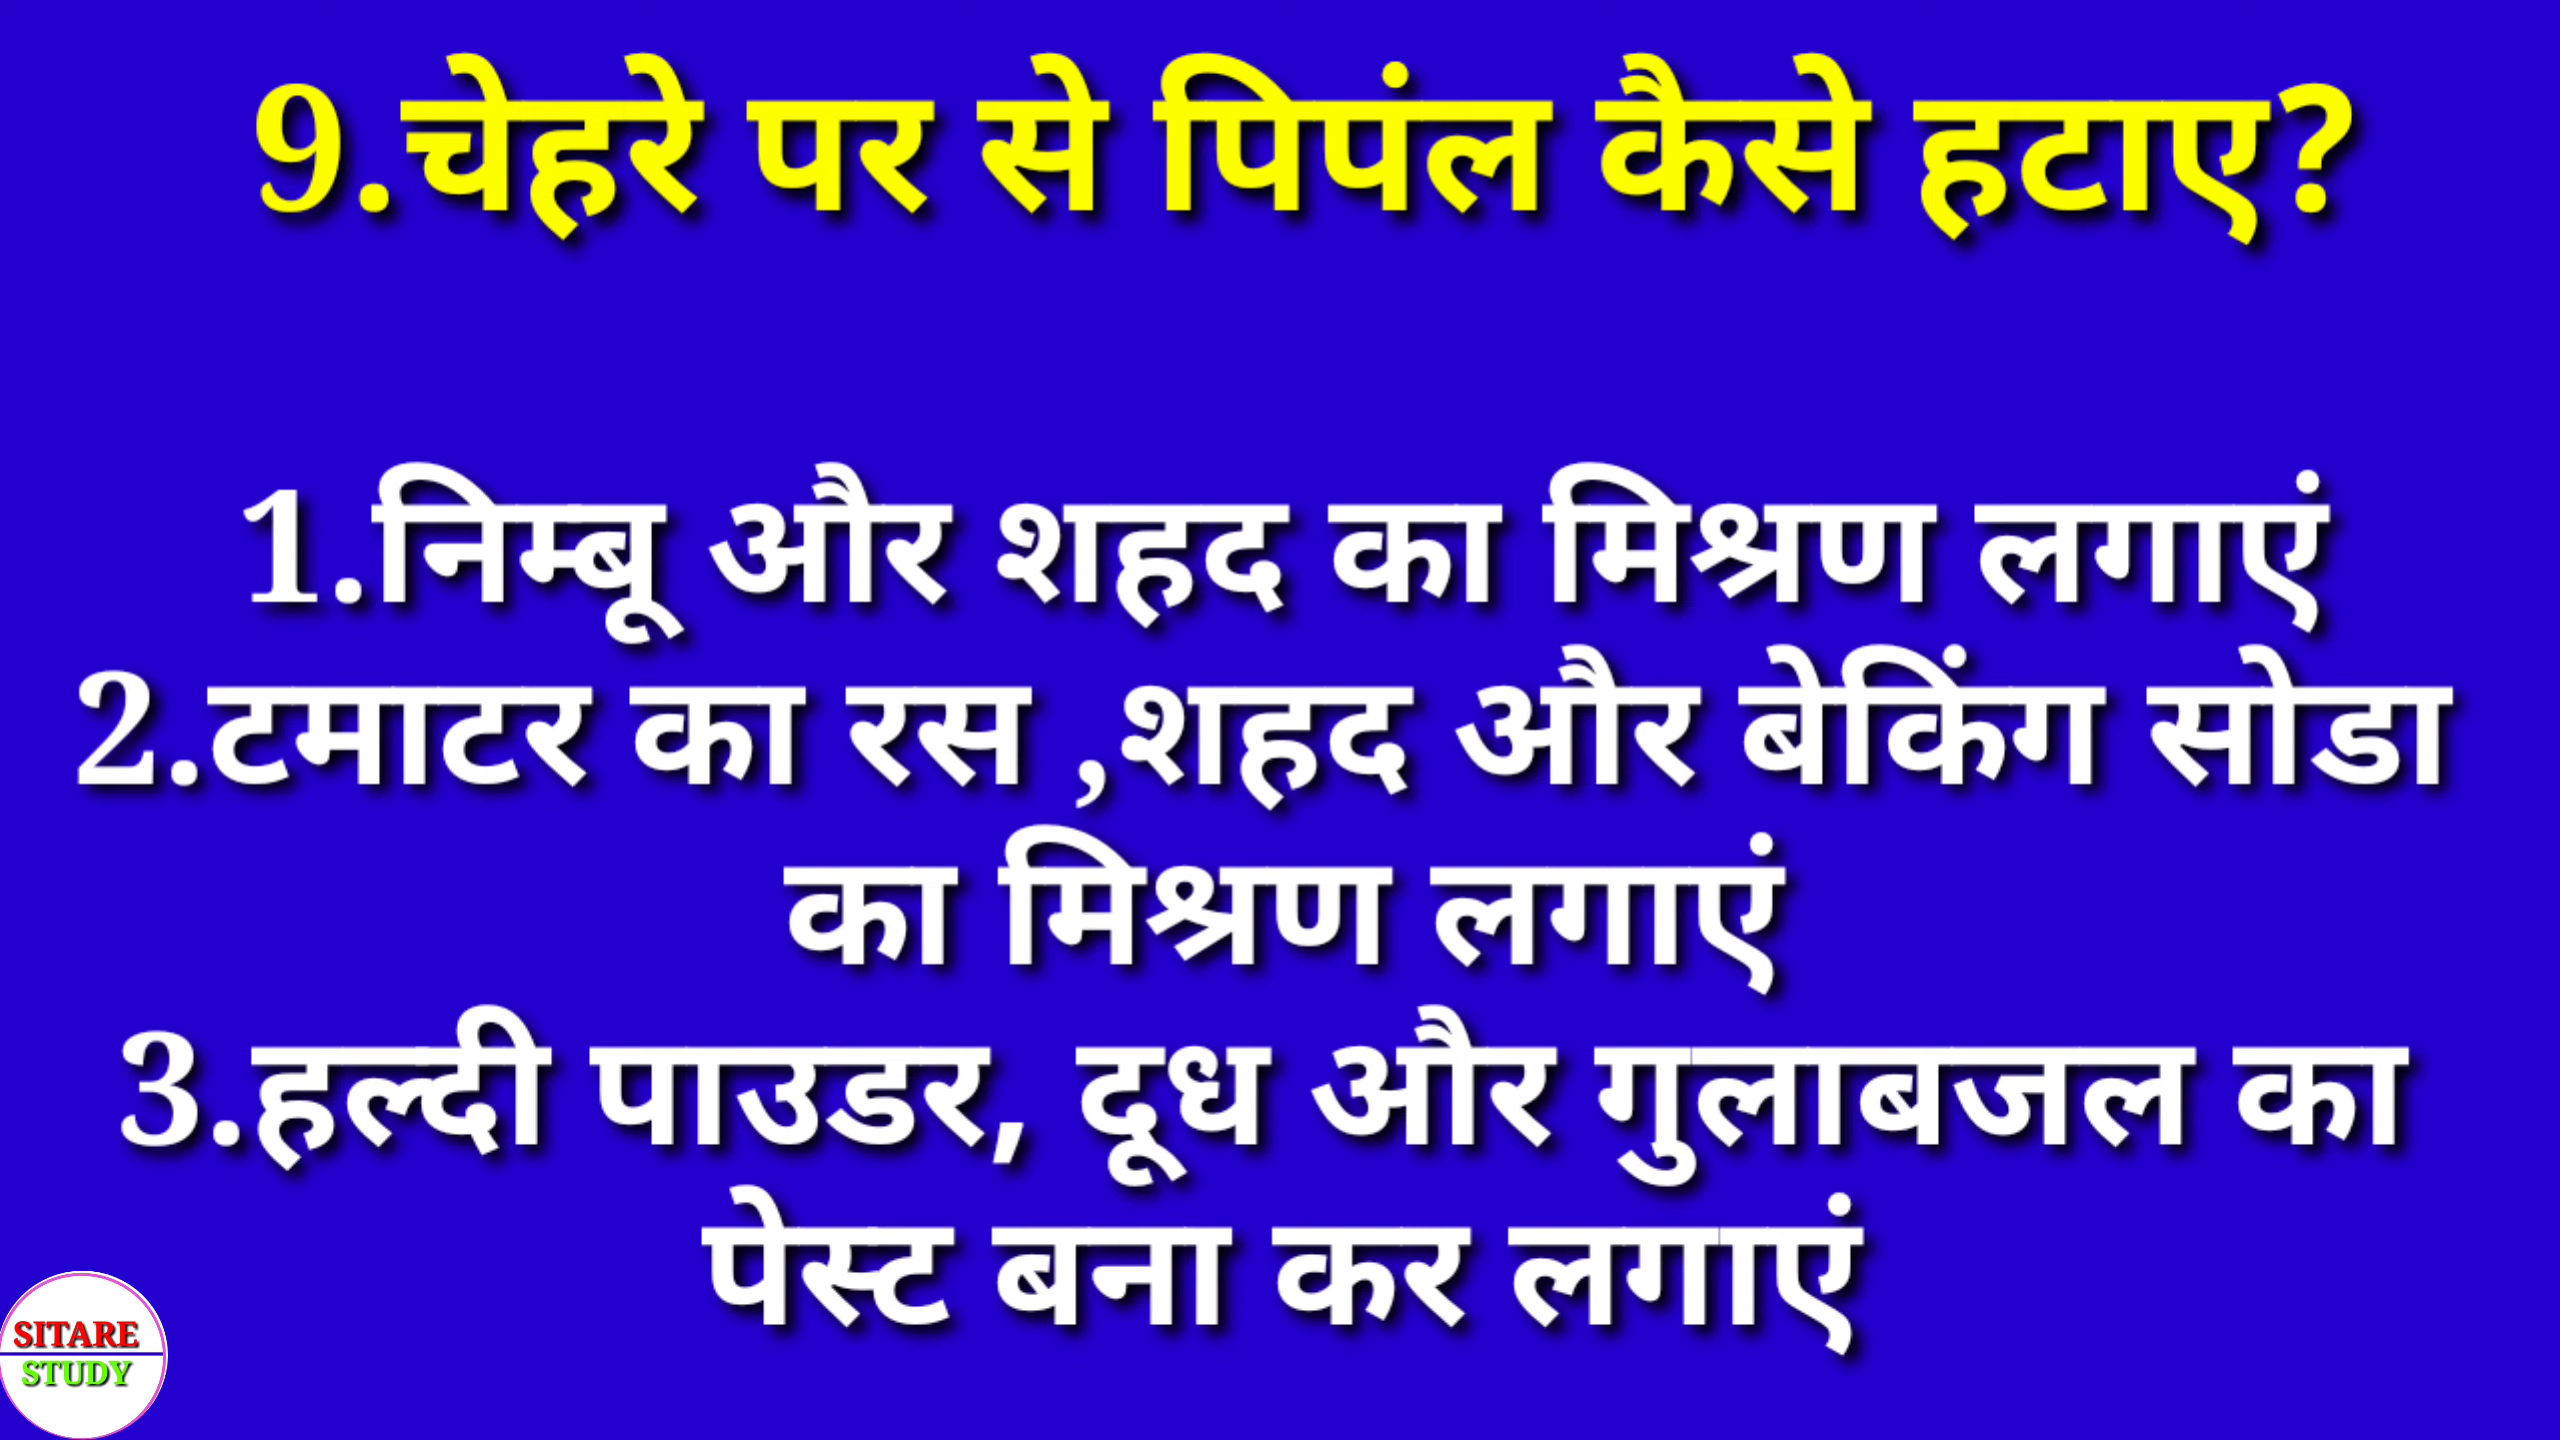 9.चेहरे पर से पिपंल कैसे हटाए?
1.निम्बू और शहद का मिश्रण लगाएं
2.टमाटर का रस ,शहद और बेकिंग सोडा
का मिश्रण लगाएं
3.हल्दी पाउडर, दूध और गुलाबजल का
पेस्ट बना कर लगाएं
SITARE
STUDY